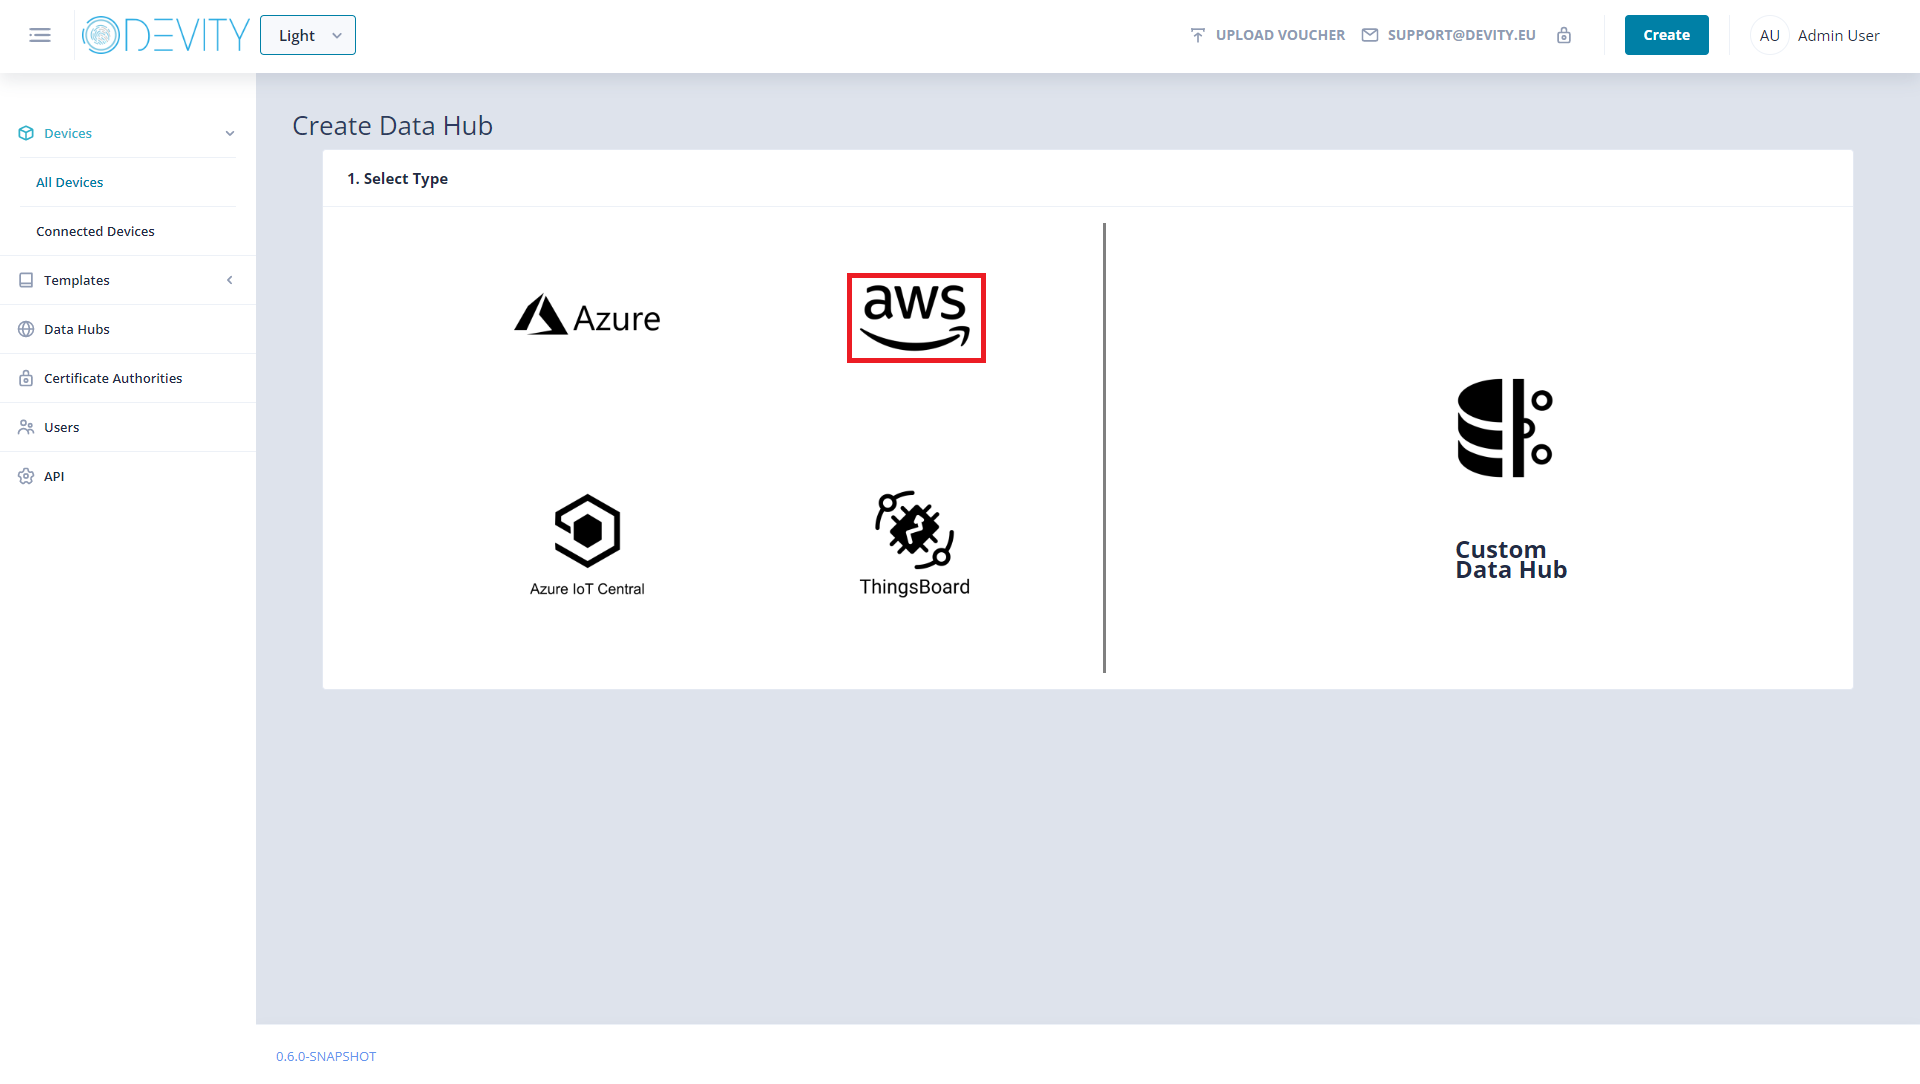 DEVITY
Light
UPLOAD VOUCHER
SUPPORT@DEVITY.EU
Create
AU
Admin User
Devices
All Devices
Connected Devices
Templates
Data Hubs
Certificate Authorities
Users
API
Create Data Hub
1. Select Type
Azure
aws
Azure IoT Central
ThingsBoard
Custom
Data Hub
0.6.0-SNAPSHOT